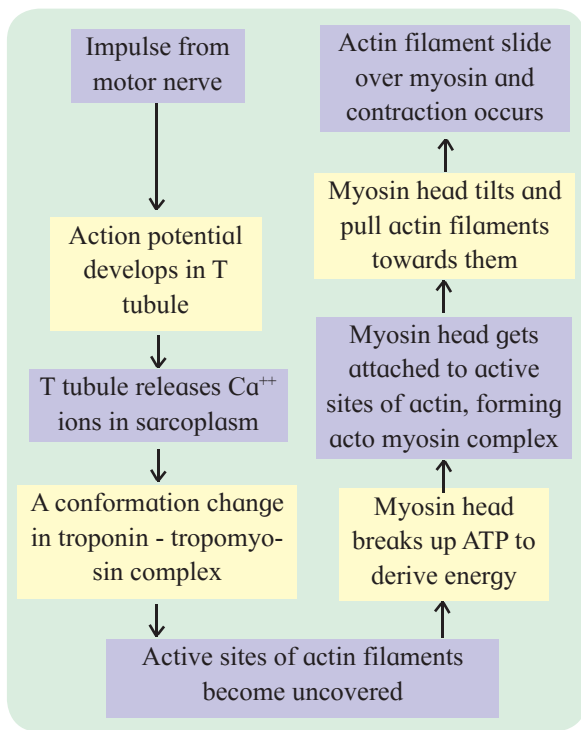 Impulse from
motor nerve
Action potential
develops in T
tubule
T tubule releases Ca⁺⁺
ions in sarcoplasm
A conformation change
in troponin - tropomyo-
sin complex
Active sites of actin filaments
become uncovered
Myosin head
breaks up ATP to
derive energy
Myosin head gets
attached to active
sites of actin, forming
acto myosin complex
Myosin head tilts and
pull actin filaments
towards them
Actin filament slide
over myosin and
contraction occurs